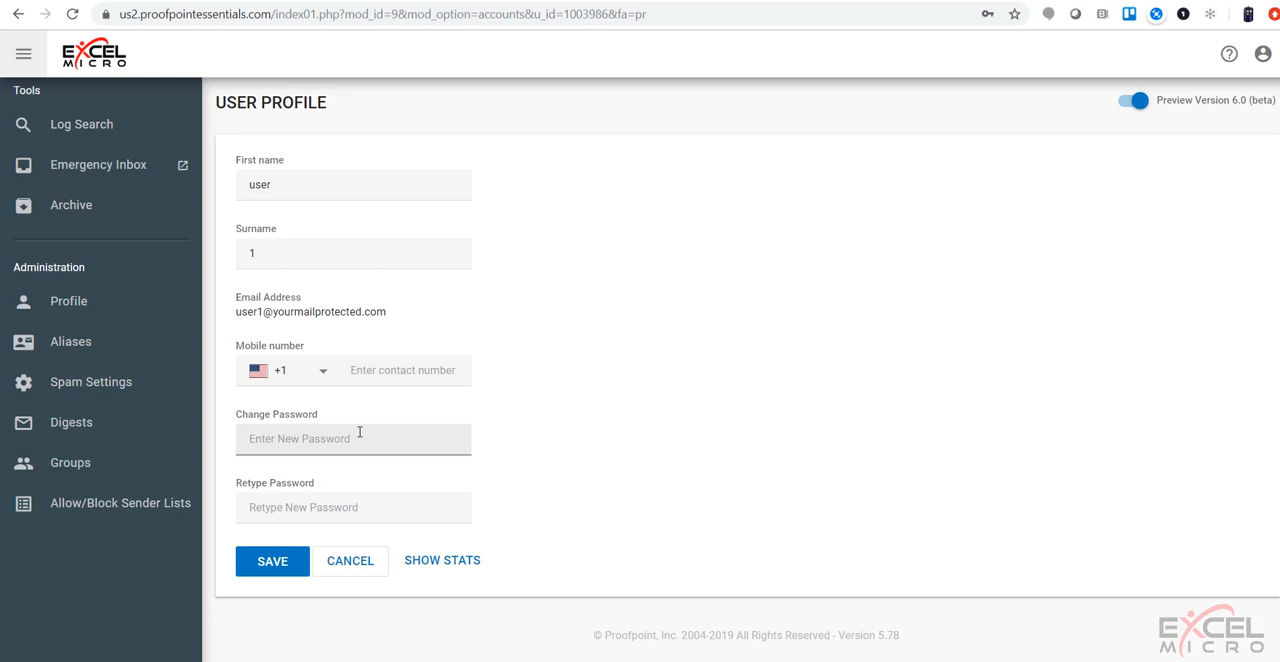 us2.proofpointessentials.com/index01.php?mod_id=9&mod_option=accounts&u_id=1003986&fa=pr
EXCEL
MICRO
Tools
Log Search
Emergency Inbox
Archive
Administration
Profile
Aliases
Spam Settings
Digests
Groups
Allow/Block Sender Lists
USER PROFILE
Preview Version 6.0 (beta)
First name
user
Surname
1
Email Address
user1@yourmailprotected.com
Mobile number
+1 Enter contact number
Change Password
Enter New Password
Retype Password
Retype New Password
SAVE CANCEL SHOW STATS
© Proofpoint, Inc. 2004-2019 All Rights Reserved - Version 5.78
EXCEL
MICRO